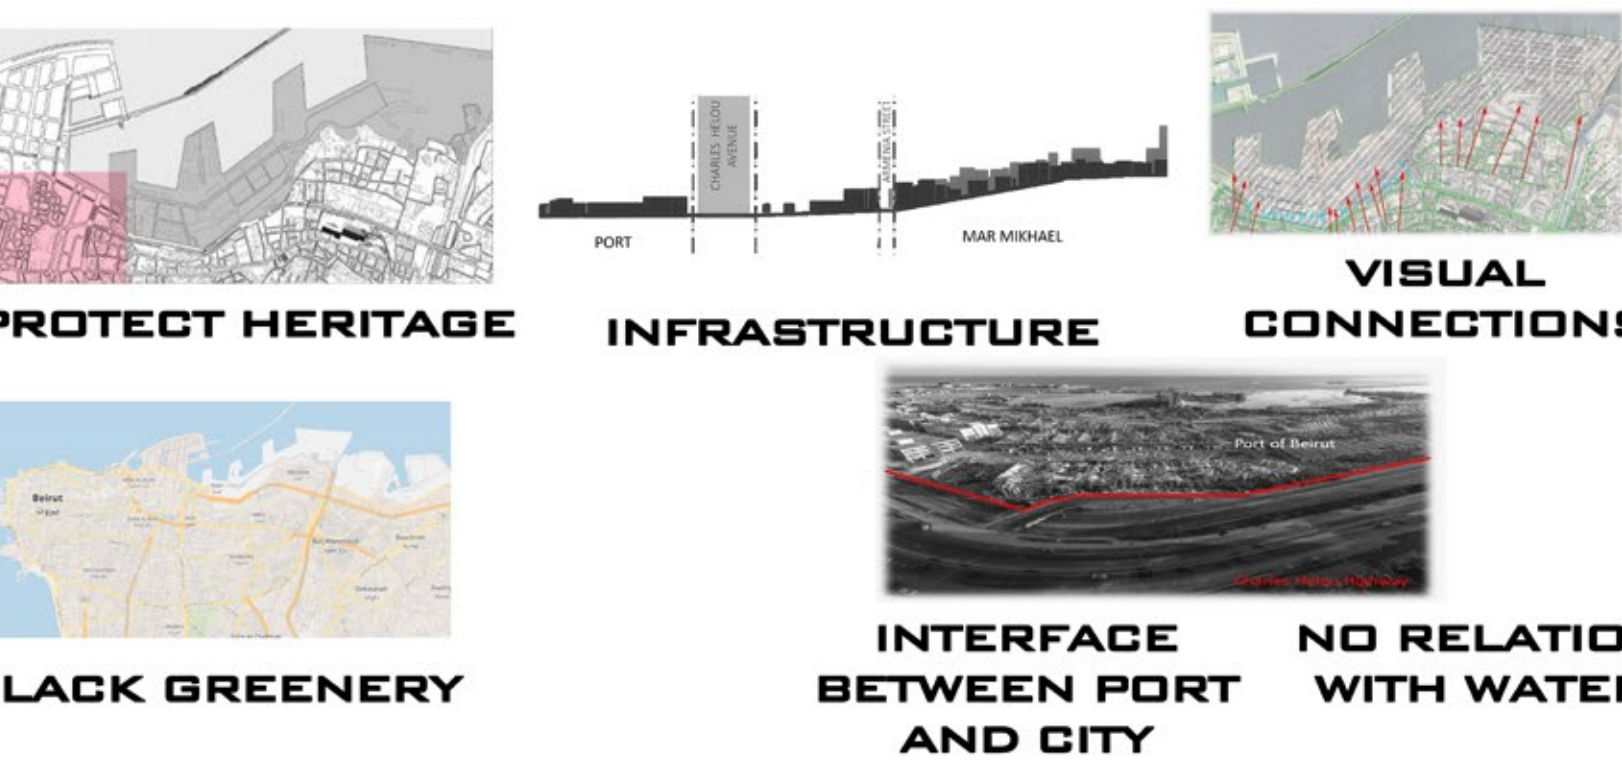 CHARLES HELOU
AVENUE
ARMENIA STREET
PORT
MAR MIKHAEL
PROTECT HERITAGE
INFRASTRUCTURE
VISUAL
CONNECTIONS
Beirut
بيروت
Port of Beirut
Charles Helou Highway
LACK GREENERY
INTERFACE
BETWEEN PORT
AND CITY
NO RELATIO
WITH WATE